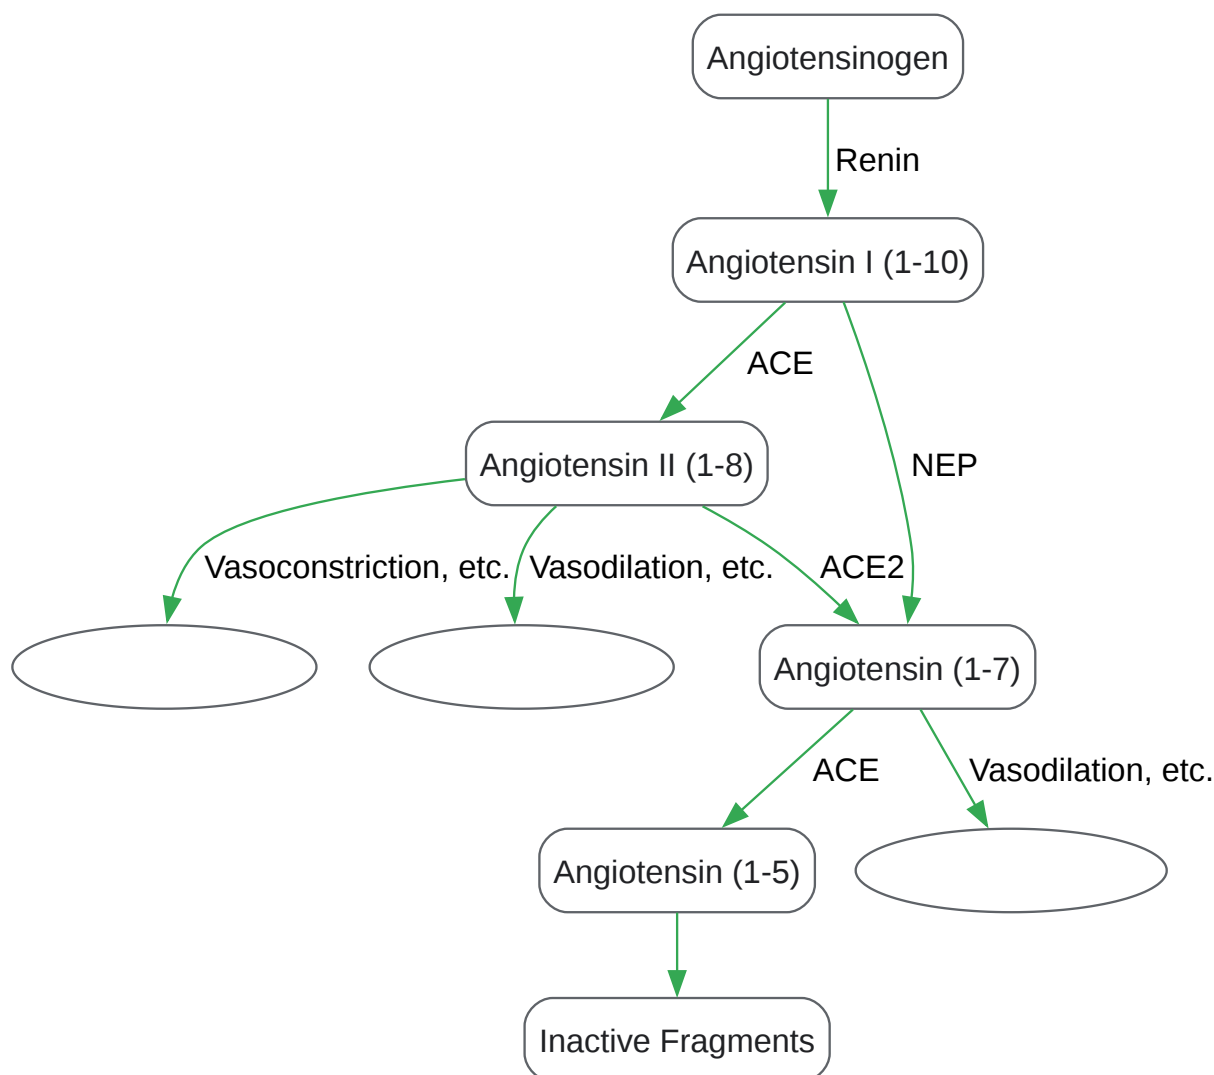 Angiotensinogen
Renin
Angiotensin I (1-10)
ACE
Angiotensin II (1-8)
NEP
Vasoconstriction, etc.
Vasodilation, etc.
ACE2
Angiotensin (1-7)
ACE
Vasodilation, etc.
Angiotensin (1-5)
Inactive Fragments